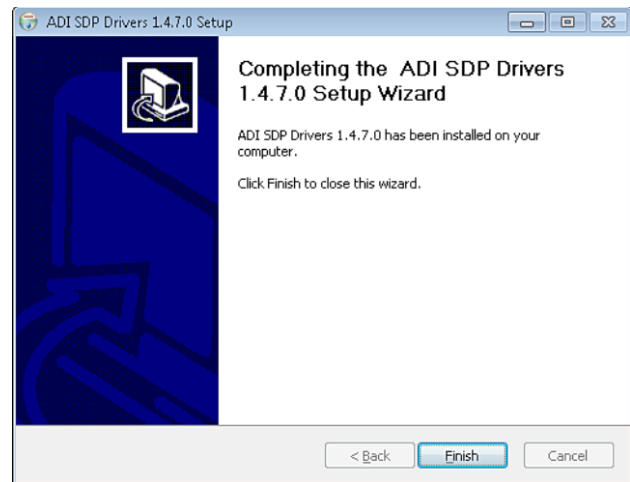 ADI SDP Drivers 1.4.7.0 Setup
Completing the ADI SDP Drivers
1.4.7.0 Setup Wizard
ADI SDP Drivers 1.4.7.0 has been installed on your
computer.
Click Finish to close this wizard.
< Back Finish Cancel